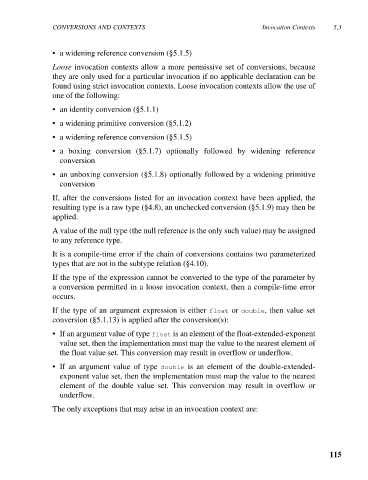 CONVERSIONS AND CONTEXTS Invocation Contexts 5.3
• a widening reference conversion (§5.1.5)
Loose invocation contexts allow a more permissive set of conversions, because
they are only used for a particular invocation if no applicable declaration can be
found using strict invocation contexts. Loose invocation contexts allow the use of
one of the following:
• an identity conversion (§5.1.1)
• a widening primitive conversion (§5.1.2)
• a widening reference conversion (§5.1.5)
• a boxing conversion (§5.1.7) optionally followed by widening reference
conversion
• an unboxing conversion (§5.1.8) optionally followed by a widening primitive
conversion
If, after the conversions listed for an invocation context have been applied, the
resulting type is a raw type (§4.8), an unchecked conversion (§5.1.9) may then be
applied.
A value of the null type (the null reference is the only such value) may be assigned
to any reference type.
It is a compile-time error if the chain of conversions contains two parameterized
types that are not in the subtype relation (§4.10).
If the type of the expression cannot be converted to the type of the parameter by
a conversion permitted in a loose invocation context, then a compile-time error
occurs.
If the type of an argument expression is either float or double, then value set
conversion (§5.1.13) is applied after the conversion(s):
• If an argument value of type float is an element of the float-extended-exponent
value set, then the implementation must map the value to the nearest element of
the float value set. This conversion may result in overflow or underflow.
• If an argument value of type double is an element of the double-extended-
exponent value set, then the implementation must map the value to the nearest
element of the double value set. This conversion may result in overflow or
underflow.
The only exceptions that may arise in an invocation context are:
115